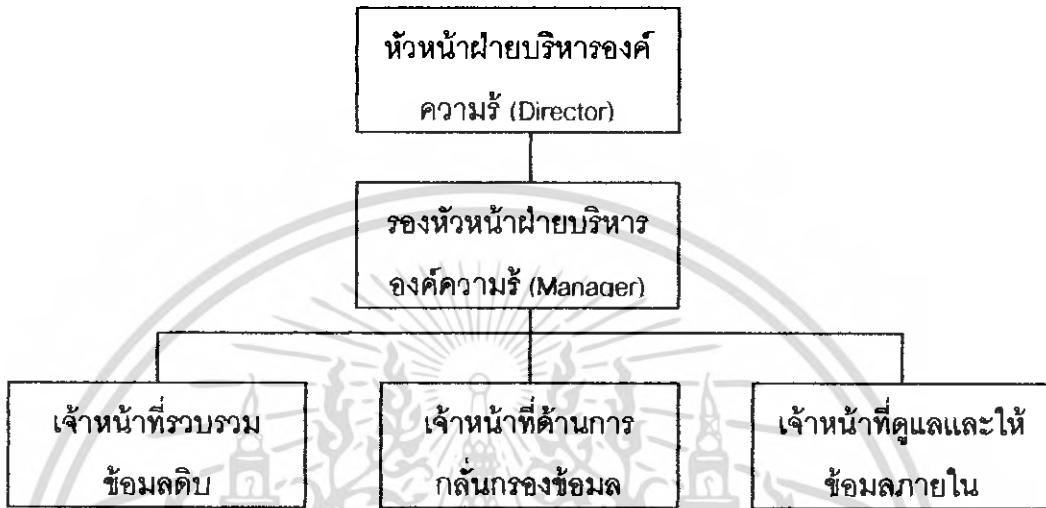 หัวหน้าฝ่ายบริหารองค์
ความรู้ (Director)
รองหัวหน้าฝ่ายบริหาร
องค์ความรู้ (Manager)
เจ้าหน้าที่รวบรวม
ข้อมูลดิบ
เจ้าหน้าที่ด้านการ
กลั่นกรองข้อมูล
เจ้าหน้าที่ดูแลและให้
ข้อมูลภายใน